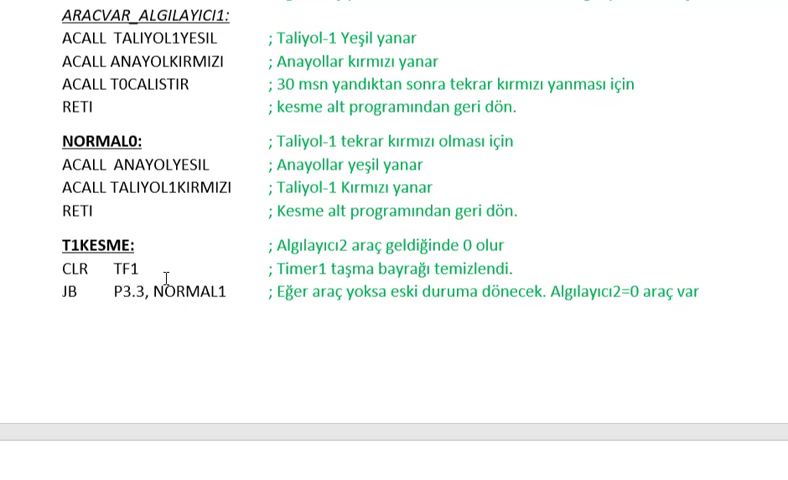 ARACVAR_ALGILAYICI1:
ACALL TALIYOL1YESIL ; Taliyol-1 Yeşil yanar
ACALL ANAYOLKIRMIZI ; Anayollar kırmızı yanar
ACALL T0CALISTIR ; 30 msn yandıktan sonra tekrar kırmızı yanması için
RETI ; kesme alt programından geri dön.
NORMAL0: ; Taliyol-1 tekrar kırmızı olması için
ACALL ANAYOLYESIL ; Anayollar yeşil yanar
ACALL TALIYOL1KIRMIZI ; Taliyol-1 Kırmızi yanar
RETI ; Kesme alt programından geri dön.
T1KESME: ; Algılayıcı2 araç geldiğinde 0 olur
CLR TF1 ; Timer1 taşma bayrağı temizlendi.
JB P3.3, NORMAL1 ; Eğer araç yoksa eski duruma dönecek. Algılayıcı2=0 araç var